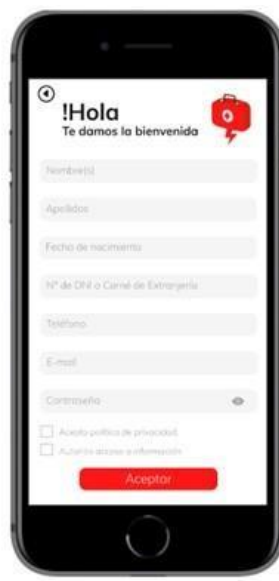 !Hola
Te damos la bienvenida
Nombre(s)
Apellidos
Fecha de nacimiento
N° de DNI o Carné de Extranjería
Teléfono
E-mail
Contraseña
Acepto política de privacidad.
Autorizo acceso a información
Aceptar